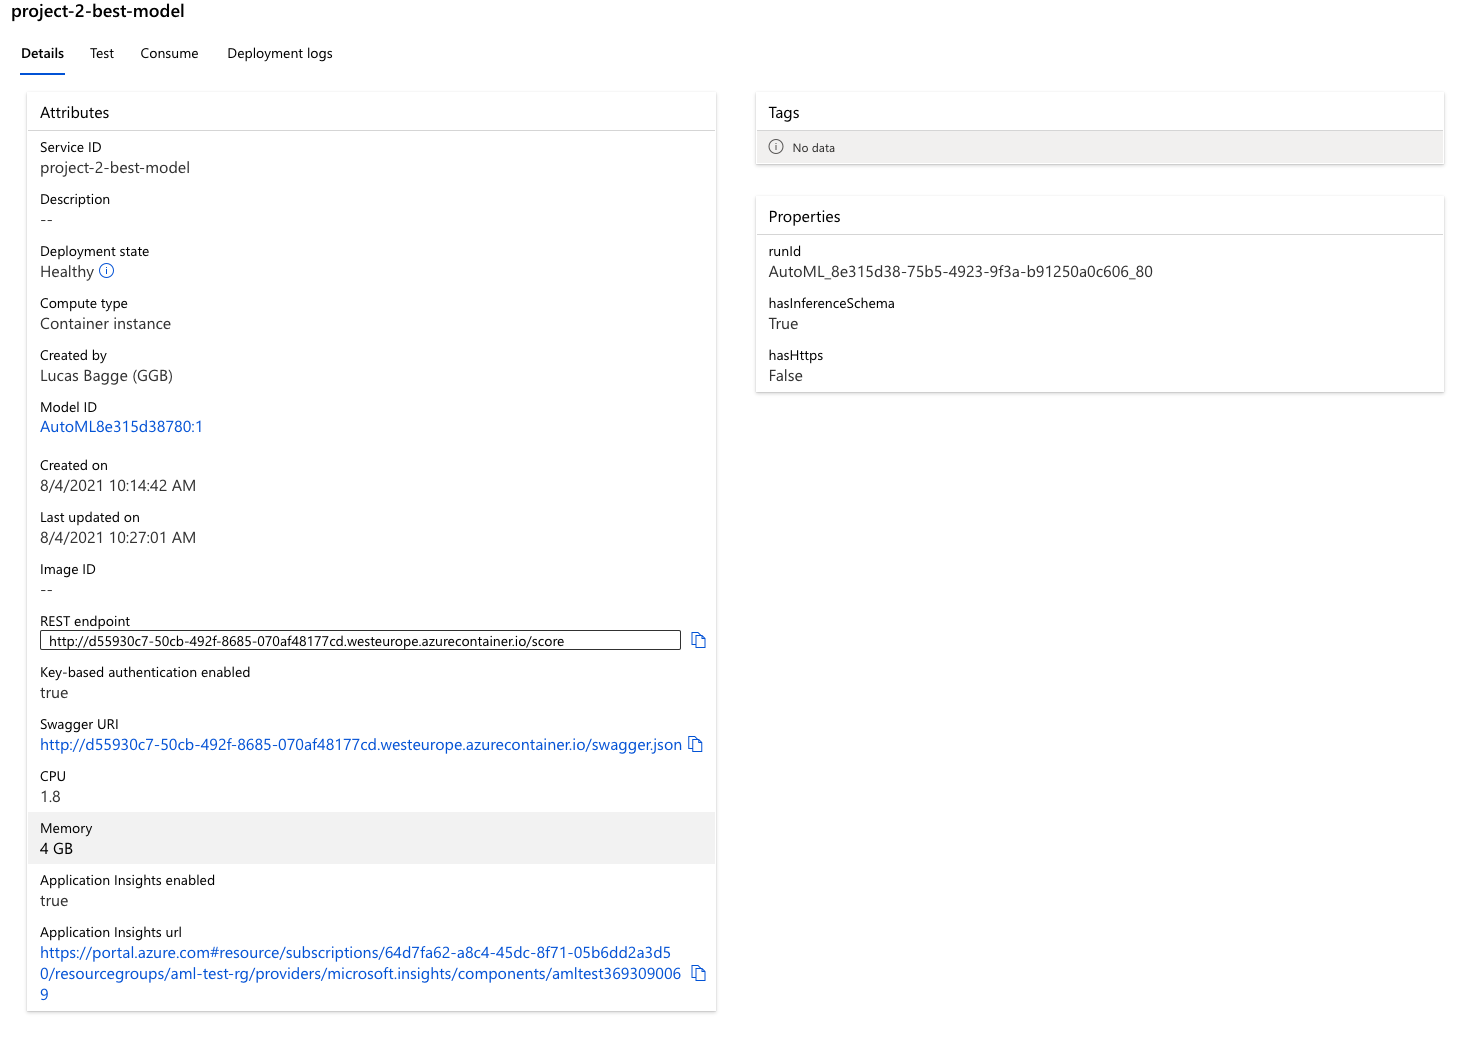 project-2-best-model
Details Test Consume Deployment logs
Attributes
Service ID
project-2-best-model
Description
--
Deployment state
Healthy
Compute type
Container instance
Created by
Lucas Bagge (GGB)
Model ID
AutoML8e315d38780:1
Created on
8/4/2021 10:14:42 AM
Last updated on
8/4/2021 10:27:01 AM
Image ID
--
REST endpoint
http://d55930c7-50cb-492f-8685-070af48177cd.westeurope.azurecontainer.io/score
Key-based authentication enabled
true
Swagger URI
http://d55930c7-50cb-492f-8685-070af48177cd.westeurope.azurecontainer.io/swagger.json
CPU
1.8
Memory
4 GB
Application Insights enabled
true
Application Insights url
https://portal.azure.com#resource/subscriptions/64d7fa62-a8c4-45dc-8f71-05b6dd2a3d5
0/resourcegroups/aml-test-rg/providers/microsoft.insights/components/amltest369309006
9
Tags
No data
Properties
runId
AutoML_8e315d38-75b5-4923-9f3a-b91250a0c606_80
hasInferenceSchema
True
hasHttps
False